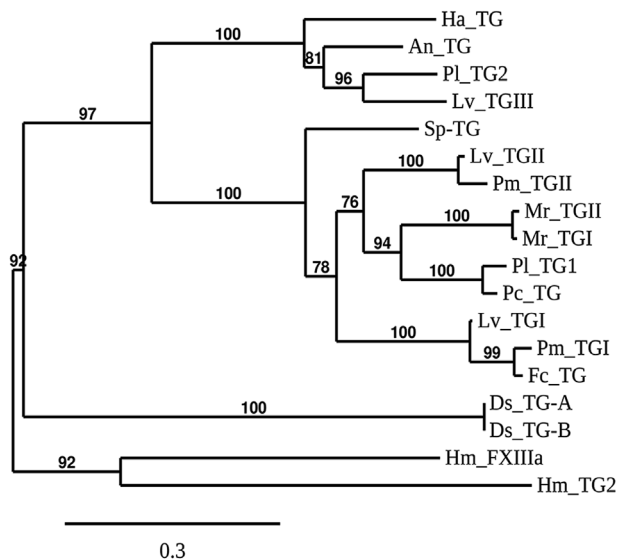 Ha_TG
100
An_TG
81
Pl_TG2
96
Lv_TGIII
97
Sp-TG
Lv_TGII
100
Pm_TGII
100
76
Mr_TGII
100
Mr_TGI
94
Pl_TG1
92
78
100
Pc_TG
Lv_TGI
100
Pm_TGI
99
Fc_TG
Ds_TG-A
100
Ds_TG-B
Hm_FXIIIa
92
Hm_TG2
0.3